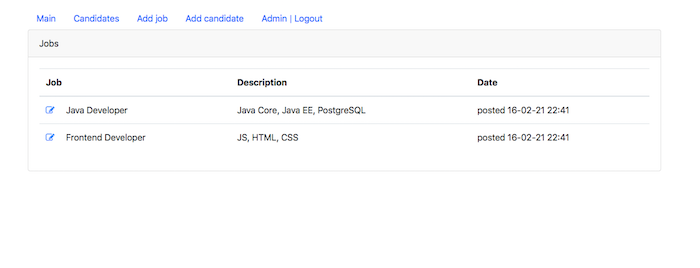 Main Candidates Add job Add candidate Admin | Logout
Jobs
Job Description Date
Java Developer Java Core, Java EE, PostgreSQL posted 16-02-21 22:41
Frontend Developer JS, HTML, CSS posted 16-02-21 22:41